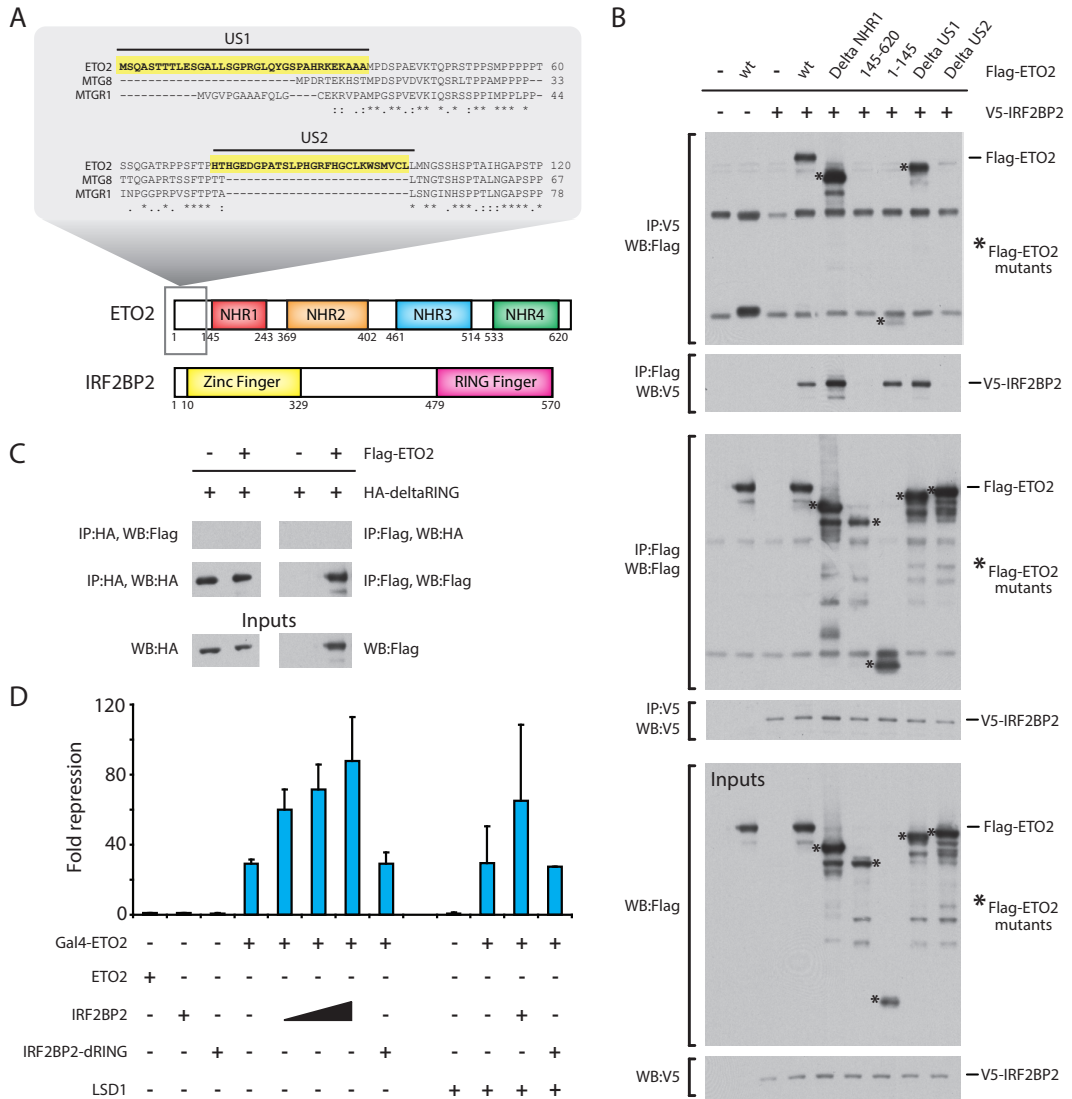 A
US1
ETO2 MSQASTTTLESGALLSGPRGLQYGSPAHRKEKAAAMPDSPAEVKTQPRSTPPSMPPPPPT 60
MTG8 ---------------------------MPDRTEKHSTMPDSPVDVKTQSRLTPPTMPPPPTT 33
MTGR1 -----------MVGVPGAAAFQLG----CEKRVPAMPGSPVEVKIQSRSSPPIMPPLPP- 44
:: .:**.**.:** *.* :** *** *
US2
ETO2 SSQGATRPPSFTPHTHGEDGPATSLPHGRFHGCLKWSMVCLLMNGSSHSPTAIHGAPSTP 120
MTG8 TTQGAPRTSSFTPTT--------------------------LTNGTSHSPTALNGAPSPP 67
MTGR1 INPGGPRPVSFTPTA--------------------------LSNGINHSPPTLNGAPSPP 78
. *..*. **** : * ** .***.:::****.*
ETO2
NHR1
NHR2
NHR3
NHR4
1 145 243 369 402 461 514 533 620
IRF2BP2
Zinc Finger
RING Finger
1 10 329 479 570
B
- wt - wt Delta NHR1 145-620 1-145 Delta US1 Delta US2
Flag-ETO2
- - + + + + + + +
V5-IRF2BP2
IP:V5
WB:Flag
Flag-ETO2
* Flag-ETO2
mutants
*
*
*
IP:Flag
WB:V5
V5-IRF2BP2
IP:Flag
WB:Flag
Flag-ETO2
* Flag-ETO2
mutants
*
*
*
*
*
IP:V5
WB:V5
V5-IRF2BP2
Inputs
WB:Flag
Flag-ETO2
* Flag-ETO2
mutants
*
*
*
*
*
WB:V5
V5-IRF2BP2
C
- + - + Flag-ETO2
+ + + + HA-deltaRING
IP:HA, WB:Flag
IP:Flag, WB:HA
IP:HA, WB:HA
IP:Flag, WB:Flag
Inputs
WB:HA
WB:Flag
D
Fold repression
120
80
40
0
Gal4-ETO2 - - - + + + + + - + + +
ETO2 + - - - - - - - - - - -
IRF2BP2 - + - - - - - + -
IRF2BP2-dRING - - + - - - - + - - - +
LSD1 - - - - - - - - + + + +